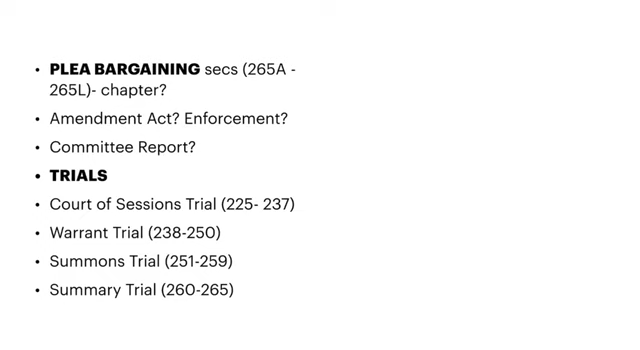 • PLEA BARGAINING secs (265A -
265L)- chapter?
• Amendment Act? Enforcement?
• Committee Report?
• TRIALS
• Court of Sessions Trial (225- 237)
• Warrant Trial (238-250)
• Summons Trial (251-259)
• Summary Trial (260-265)